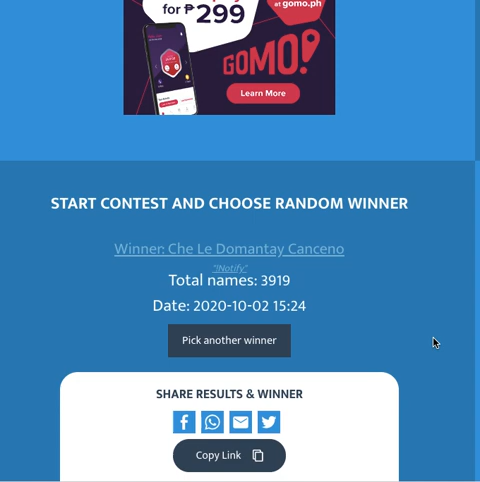 for ₱299
at gomo.ph
GOMO!
Learn More
START CONTEST AND CHOOSE RANDOM WINNER
Winner: Che Le Domantay Canceno
"!Notify"
Total names: 3919
Date: 2020-10-02 15:24
Pick another winner
SHARE RESULTS & WINNER
Copy Link